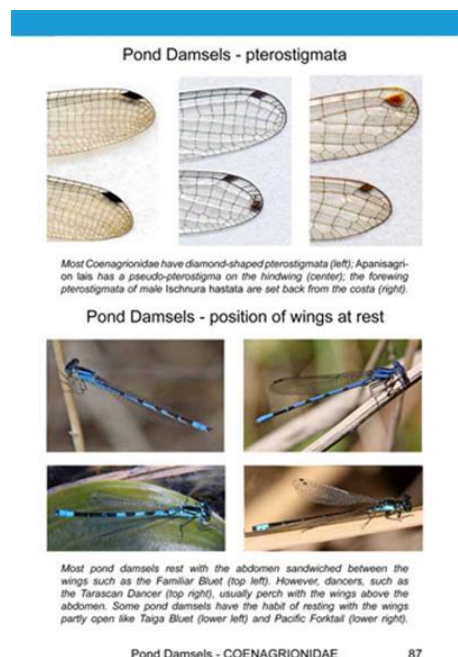 Pond Damsels - pterostigmata
Most Coenagrionidae have diamond-shaped pterostigmata (left); Apanisagri-
on lais has a pseudo-pterostigma on the hindwing (center); the forewing
pterostigmata of male Ischnura hastata are set back from the costa (right).
Pond Damsels - position of wings at rest
Most pond damsels rest with the abdomen sandwiched between the
wings such as the Familiar Bluet (top left). However, dancers, such as
the Tarascan Dancer (top right), usually perch with the wings above the
abdomen. Some pond damsels have the habit of resting with the wings
partly open like Taiga Bluet (lower left) and Pacific Forktail (lower right).
Pond Damsels - COENAGRIONIDAE 87